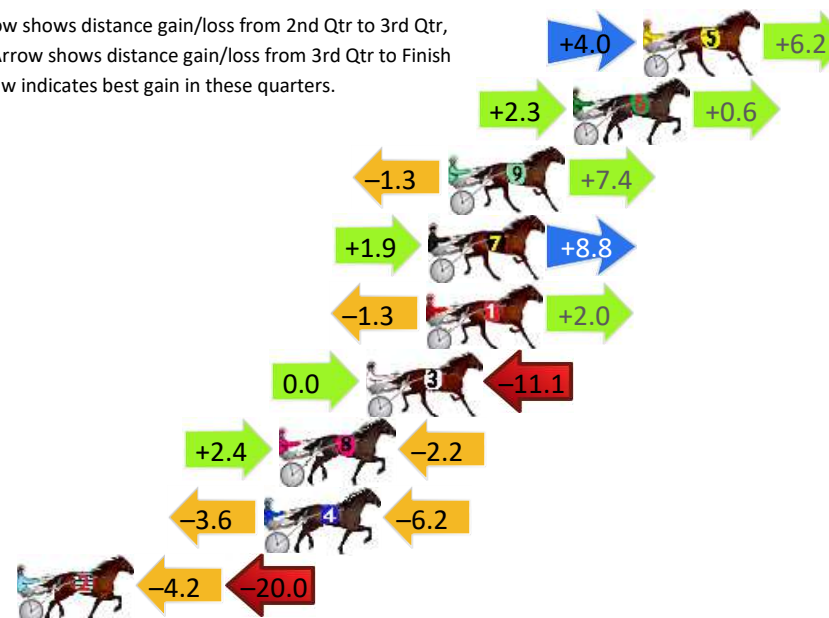 ow shows distance gain/loss from 2nd Qtr to 3rd Qtr,
Arrow shows distance gain/loss from 3rd Qtr to Finish
w indicates best gain in these quarters.
+4.0 5 +6.2
+2.3 6 +0.6
–1.3 9 +7.4
+1.9 7 +8.8
–1.3 1 +2.0
0.0 3 –11.1
+2.4 8 –2.2
–3.6 4 –6.2
2 –4.2 –20.0